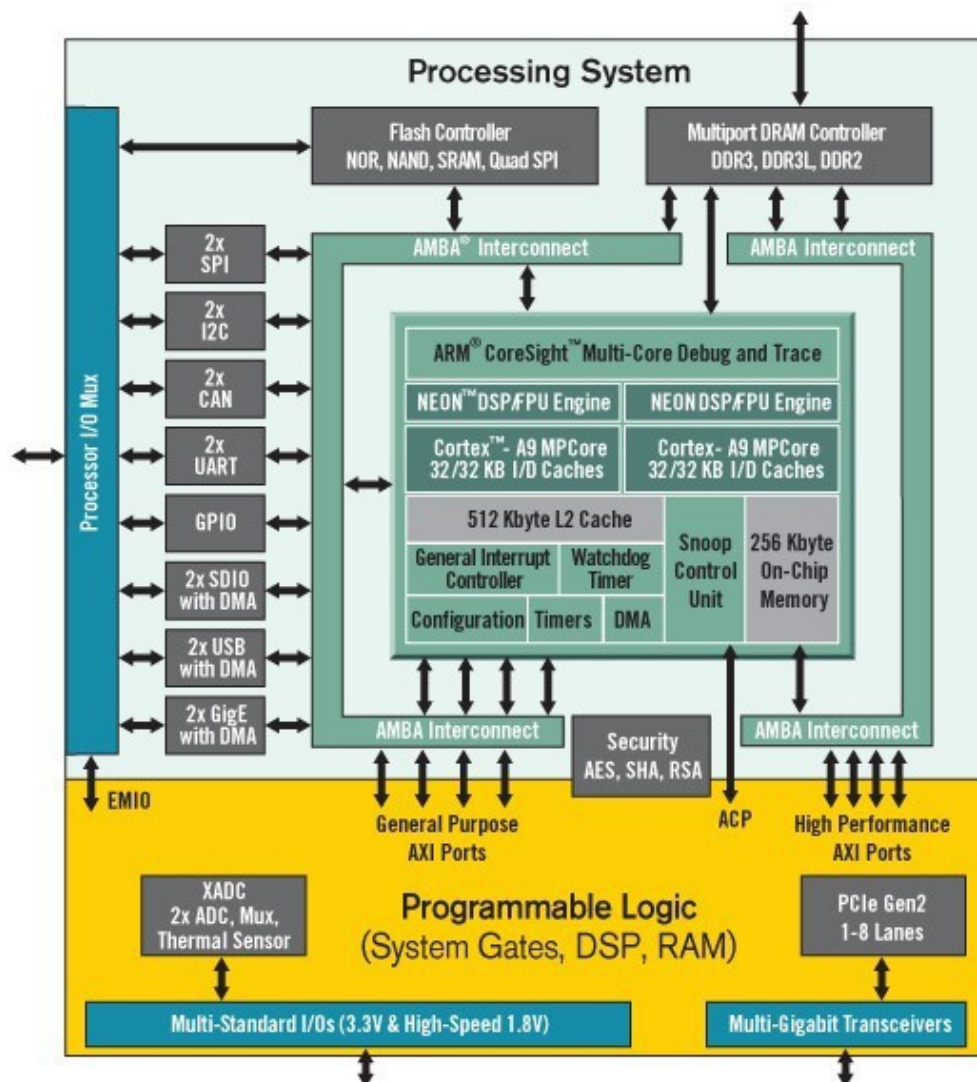 Processing System
Flash Controller
NOR, NAND, SRAM, Quad SPI
Multiport DRAM Controller
DDR3, DDR3L, DDR2
Processor I/O Mux
2x
SPI
2x
I2C
2x
CAN
2x
UART
GPIO
2x SDIO
with DMA
2x USB
with DMA
2x GigE
with DMA
AMBA® Interconnect
AMBA Interconnect
ARM® CoreSight™ Multi-Core Debug and Trace
NEON™ DSP/FPU Engine
NEON DSP/FPU Engine
Cortex™- A9 MPCore
32/32 KB I/D Caches
Cortex- A9 MPCore
32/32 KB I/D Caches
512 Kbyte L2 Cache
General Interrupt
Controller
Watchdog
Timer
Configuration
Timers
DMA
Snoop
Control
Unit
256 Kbyte
On-Chip
Memory
AMBA Interconnect
AMBA Interconnect
Security
AES, SHA, RSA
EMIO
General Purpose
AXI Ports
ACP
High Performance
AXI Ports
XADC
2x ADC, Mux,
Thermal Sensor
Programmable Logic
(System Gates, DSP, RAM)
PCIe Gen2
1-8 Lanes
Multi-Standard I/Os (3.3V & High-Speed 1.8V)
Multi-Gigabit Transceivers